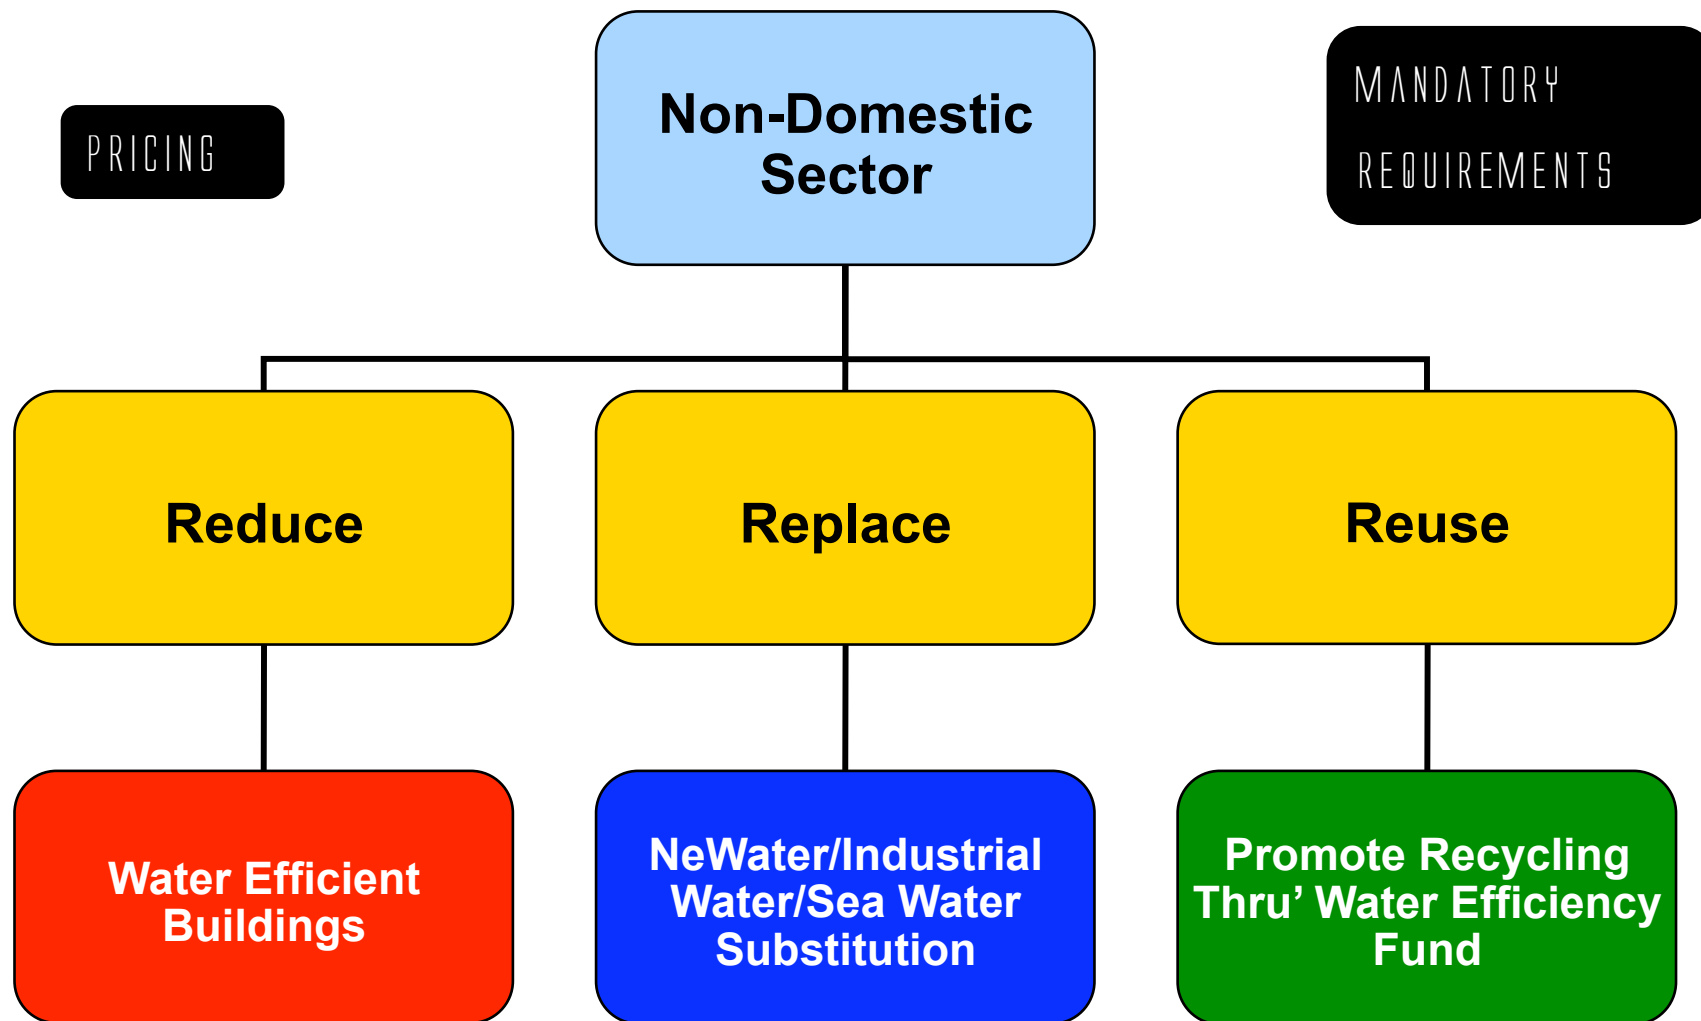 PRICING
Non-Domestic
Sector
MANDATORY
REQUIREMENTS
Reduce
Replace
Reuse
Water Efficient
Buildings
NeWater/Industrial
Water/Sea Water
Substitution
Promote Recycling
Thru’ Water Efficiency
Fund